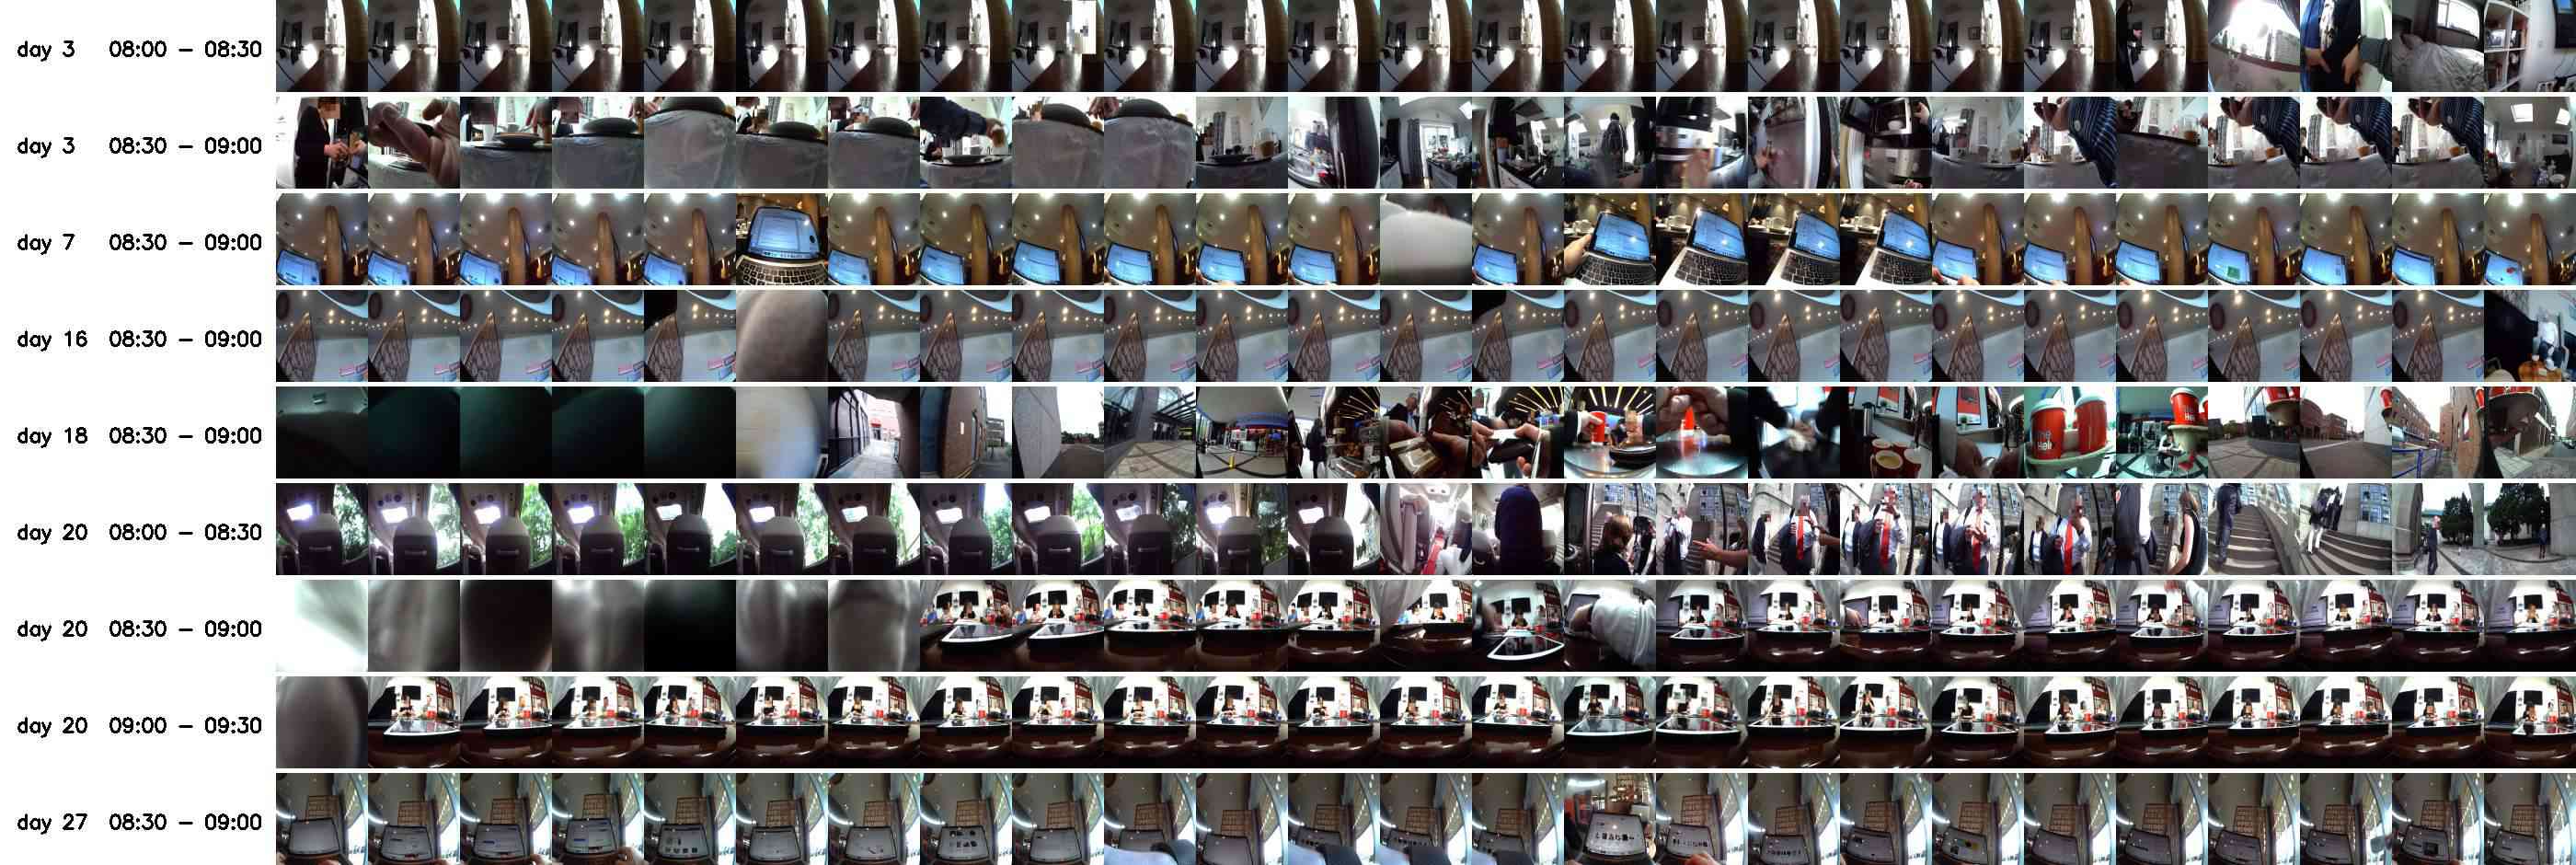 day 3 08:00 – 08:30
day 3 08:30 – 09:00
day 7 08:30 – 09:00
day 16 08:30 – 09:00
day 18 08:30 – 09:00
day 20 08:00 – 08:30
day 20 08:30 – 09:00
day 20 09:00 – 09:30
day 27 08:30 – 09:00